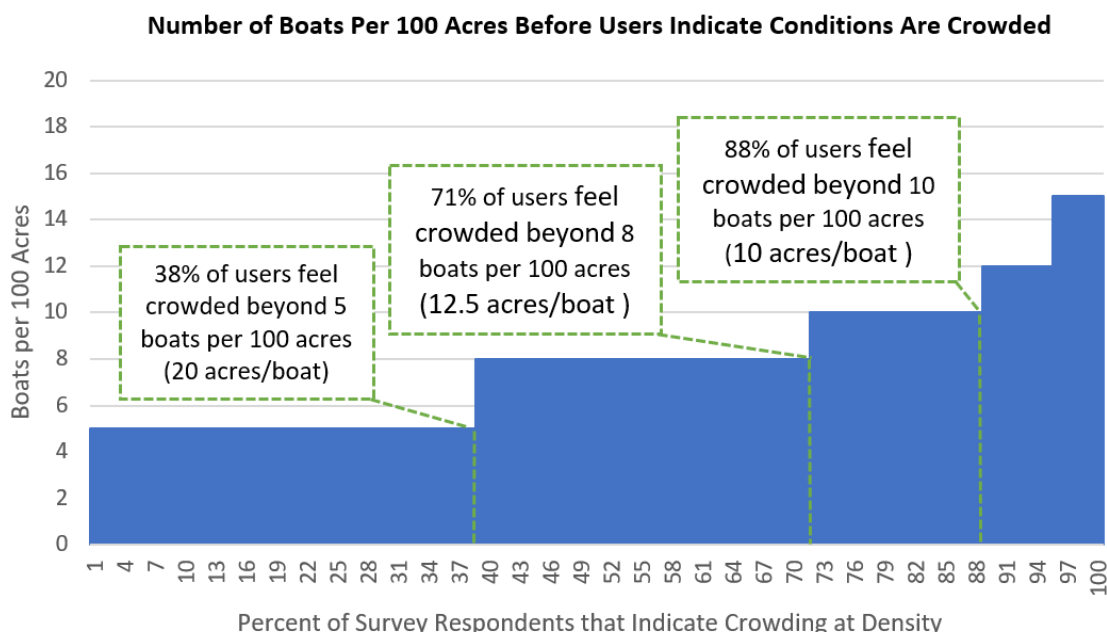 Number of Boats Per 100 Acres Before Users Indicate Conditions Are Crowded
20
18
16
14
12
10
8
6
4
2
0
Boats per 100 Acres
38% of users feel
crowded beyond 5
boats per 100 acres
(20 acres/boat)
71% of users feel
crowded beyond 8
boats per 100 acres
(12.5 acres/boat )
88% of users feel
crowded beyond 10
boats per 100 acres
(10 acres/boat )
1 4 7 10 13 16 19 22 25 28 31 34 37 40 43 46 49 52 55 58 61 64 67 70 73 76 79 82 85 88 91 94 97 100
Percent of Survey Respondents that Indicate Crowding at Density